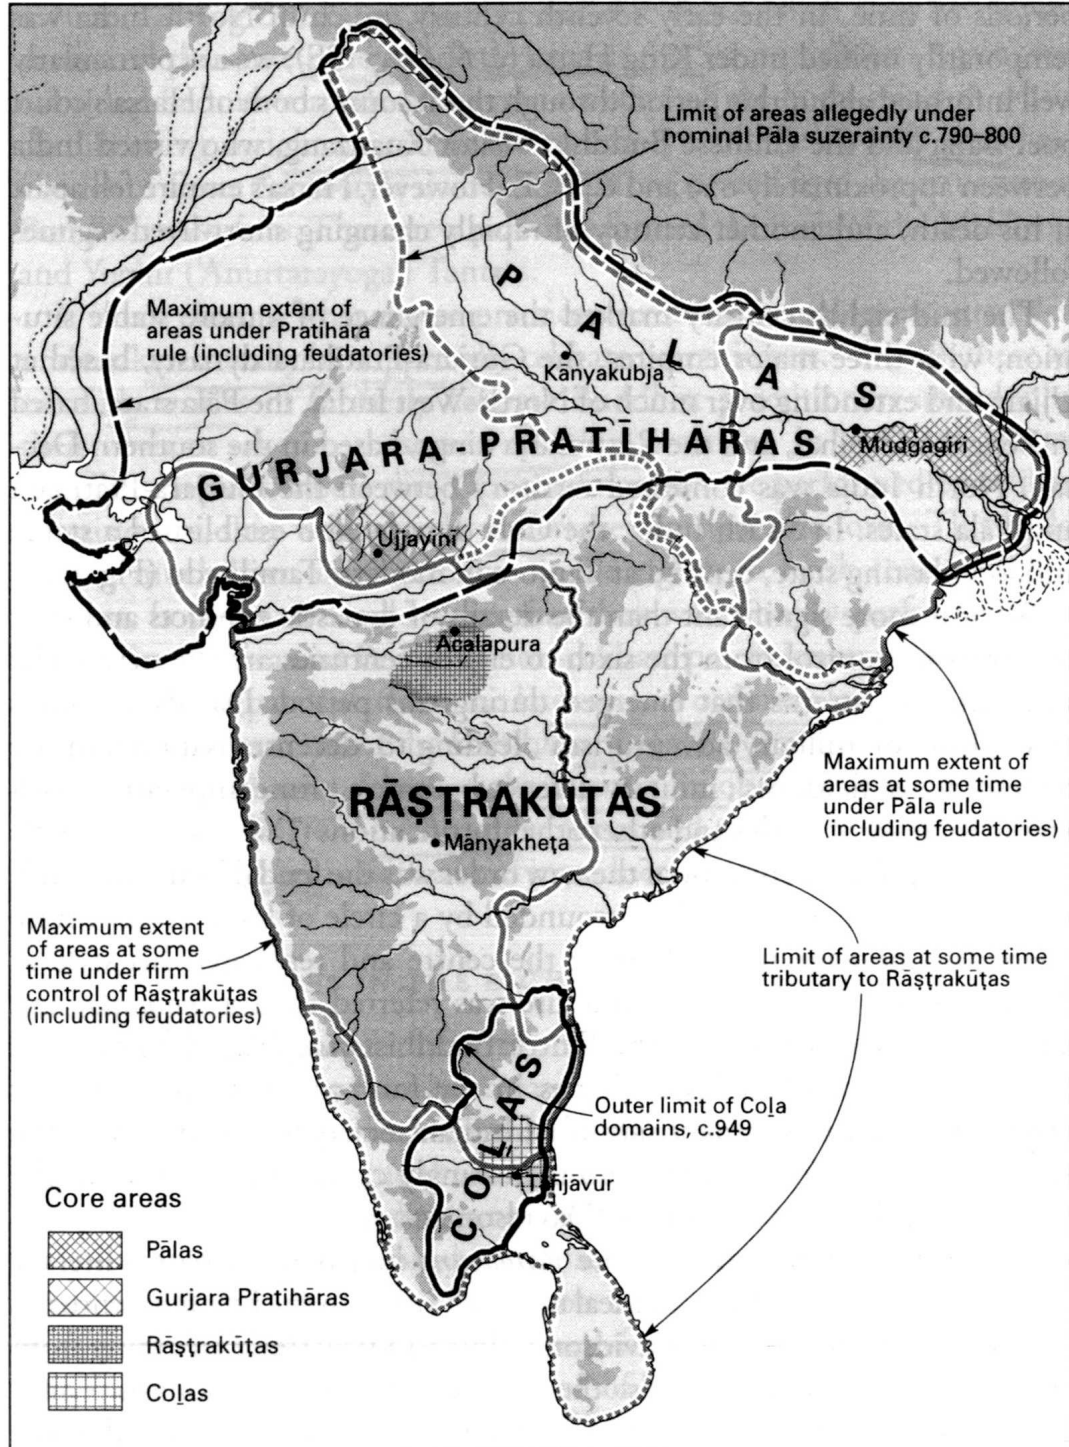 Limit of areas allegedly under
nominal Pāla suzerainty c.790–800
Maximum extent of
areas under Pratihāra
rule (including feudatories)
PĀLAS
Kānyakubja
GURJARA-PRATĪHĀRAS
Mudgagiri
Ujjayinī
Acalapura
Maximum extent of
areas at some time
under Pāla rule
(including feudatories)
RĀṢṬRAKŪṬAS
Mānyakheṭa
Maximum extent
of areas at some
time under firm
control of Rāṣṭrakūṭas
(including feudatories)
Limit of areas at some time
tributary to Rāṣṭrakūṭas
COLAS
Outer limit of Coḻa
domains, c.949
Tañjāvūr
Core areas
Pālas
Gurjara Pratihāras
Rāṣṭrakūṭas
Coḻas